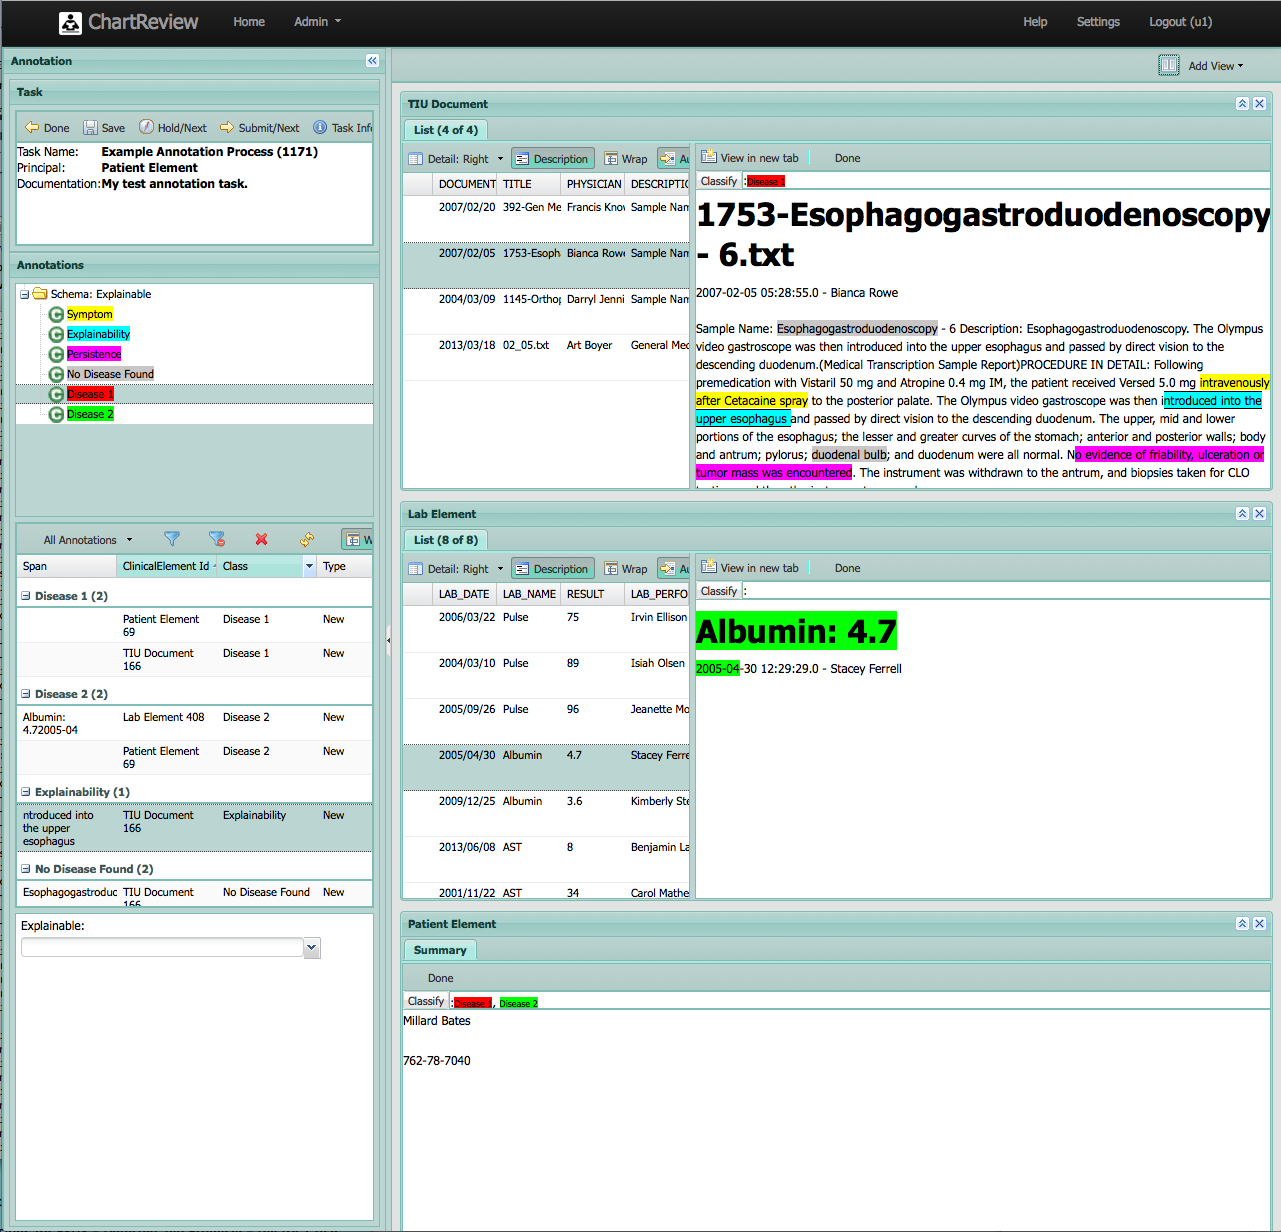 ChartReview Home Admin Help Settings Logout (u1)
Annotation
Task
Done Save Hold/Next Submit/Next Task Info
Task Name: Example Annotation Process (1171)
Principal: Patient Element
Documentation: My test annotation task.
Annotations
Schema: Explainable
Symptom
Explainability
Persistence
No Disease Found
Disease 1
Disease 2
All Annotations W
Span ClinicalElement Id Class Type
Disease 1 (2)
Patient Element 69 Disease 1 New
TIU Document 166 Disease 1 New
Disease 2 (2)
Albumin: 4.72005-04 Lab Element 408 Disease 2 New
Patient Element 69 Disease 2 New
Explainability (1)
ntroduced into the upper esophagus TIU Document 166 Explainability New
No Disease Found (2)
Esophagogastroduc TIU Document 166 No Disease Found New
Explainable:
Add View
TIU Document
List (4 of 4)
Detail: Right Description Wrap Au
DOCUMENT TITLE PHYSICIAN DESCRIPTIO
2007/02/20 392-Gen Me Francis Knov Sample Nam
2007/02/05 1753-Esoph Bianca Rowe Sample Nam
2004/03/09 1145-Orthop Darryl Jenni Sample Nam
2013/03/18 02_05.txt Art Boyer General Med
View in new tab Done
Classify :Disease 1
1753-Esophagogastroduodenoscopy
- 6.txt
2007-02-05 05:28:55.0 - Bianca Rowe
Sample Name: Esophagogastroduodenoscopy - 6 Description: Esophagogastroduodenoscopy. The Olympus
video gastroscope was then introduced into the upper esophagus and passed by direct vision to the
descending duodenum.(Medical Transcription Sample Report)PROCEDURE IN DETAIL: Following
premedication with Vistaril 50 mg and Atropine 0.4 mg IM, the patient received Versed 5.0 mg intravenously
after Cetacaine spray to the posterior palate. The Olympus video gastroscope was then introduced into the
upper esophagus and passed by direct vision to the descending duodenum. The upper, mid and lower
portions of the esophagus; the lesser and greater curves of the stomach; anterior and posterior walls; body
and antrum; pylorus; duodenal bulb; and duodenum were all normal. No evidence of friability, ulceration or
tumor mass was encountered. The instrument was withdrawn to the antrum, and biopsies taken for CLO
Lab Element
List (8 of 8)
Detail: Right Description Wrap Au
LAB_DATE LAB_NAME RESULT LAB_PERFO
2006/03/22 Pulse 75 Irvin Ellison
2004/03/10 Pulse 89 Isiah Olsen
2005/09/26 Pulse 96 Jeanette Mo
2005/04/30 Albumin 4.7 Stacey Ferre
2009/12/25 Albumin 3.6 Kimberly Ste
2013/06/08 AST 8 Benjamin La
2001/11/22 AST 34 Carol Mathe
View in new tab Done
Classify :
Albumin: 4.7
2005-04-30 12:29:29.0 - Stacey Ferrell
Patient Element
Summary
Done
Classify :Disease 1, Disease 2
Millard Bates
762-78-7040